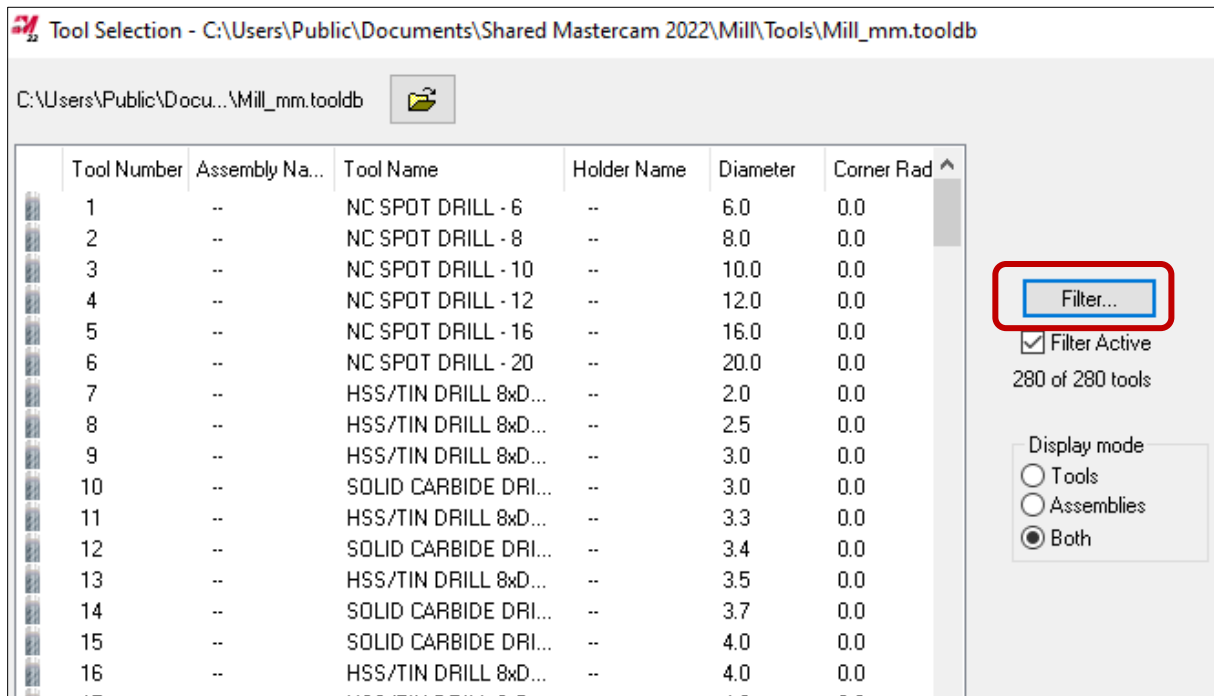 22 Tool Selection - C:\Users\Public\Documents\Shared Mastercam 2022\Mill\Tools\Mill_mm.tooldb
C:\Users\Public\Docu...\Mill_mm.tooldb
Tool Number Assembly Na... Tool Name Holder Name Diameter Corner Rad
1 -- NC SPOT DRILL - 6 -- 6.0 0.0
2 -- NC SPOT DRILL - 8 -- 8.0 0.0
3 -- NC SPOT DRILL - 10 -- 10.0 0.0
4 -- NC SPOT DRILL - 12 -- 12.0 0.0
5 -- NC SPOT DRILL - 16 -- 16.0 0.0
6 -- NC SPOT DRILL - 20 -- 20.0 0.0
7 -- HSS/TIN DRILL 8xD... -- 2.0 0.0
8 -- HSS/TIN DRILL 8xD... -- 2.5 0.0
9 -- HSS/TIN DRILL 8xD... -- 3.0 0.0
10 -- SOLID CARBIDE DRI... -- 3.0 0.0
11 -- HSS/TIN DRILL 8xD... -- 3.3 0.0
12 -- SOLID CARBIDE DRI... -- 3.4 0.0
13 -- HSS/TIN DRILL 8xD... -- 3.5 0.0
14 -- SOLID CARBIDE DRI... -- 3.7 0.0
15 -- SOLID CARBIDE DRI... -- 4.0 0.0
16 -- HSS/TIN DRILL 8xD... -- 4.0 0.0
Filter...
Filter Active
280 of 280 tools
Display mode
Tools
Assemblies
Both